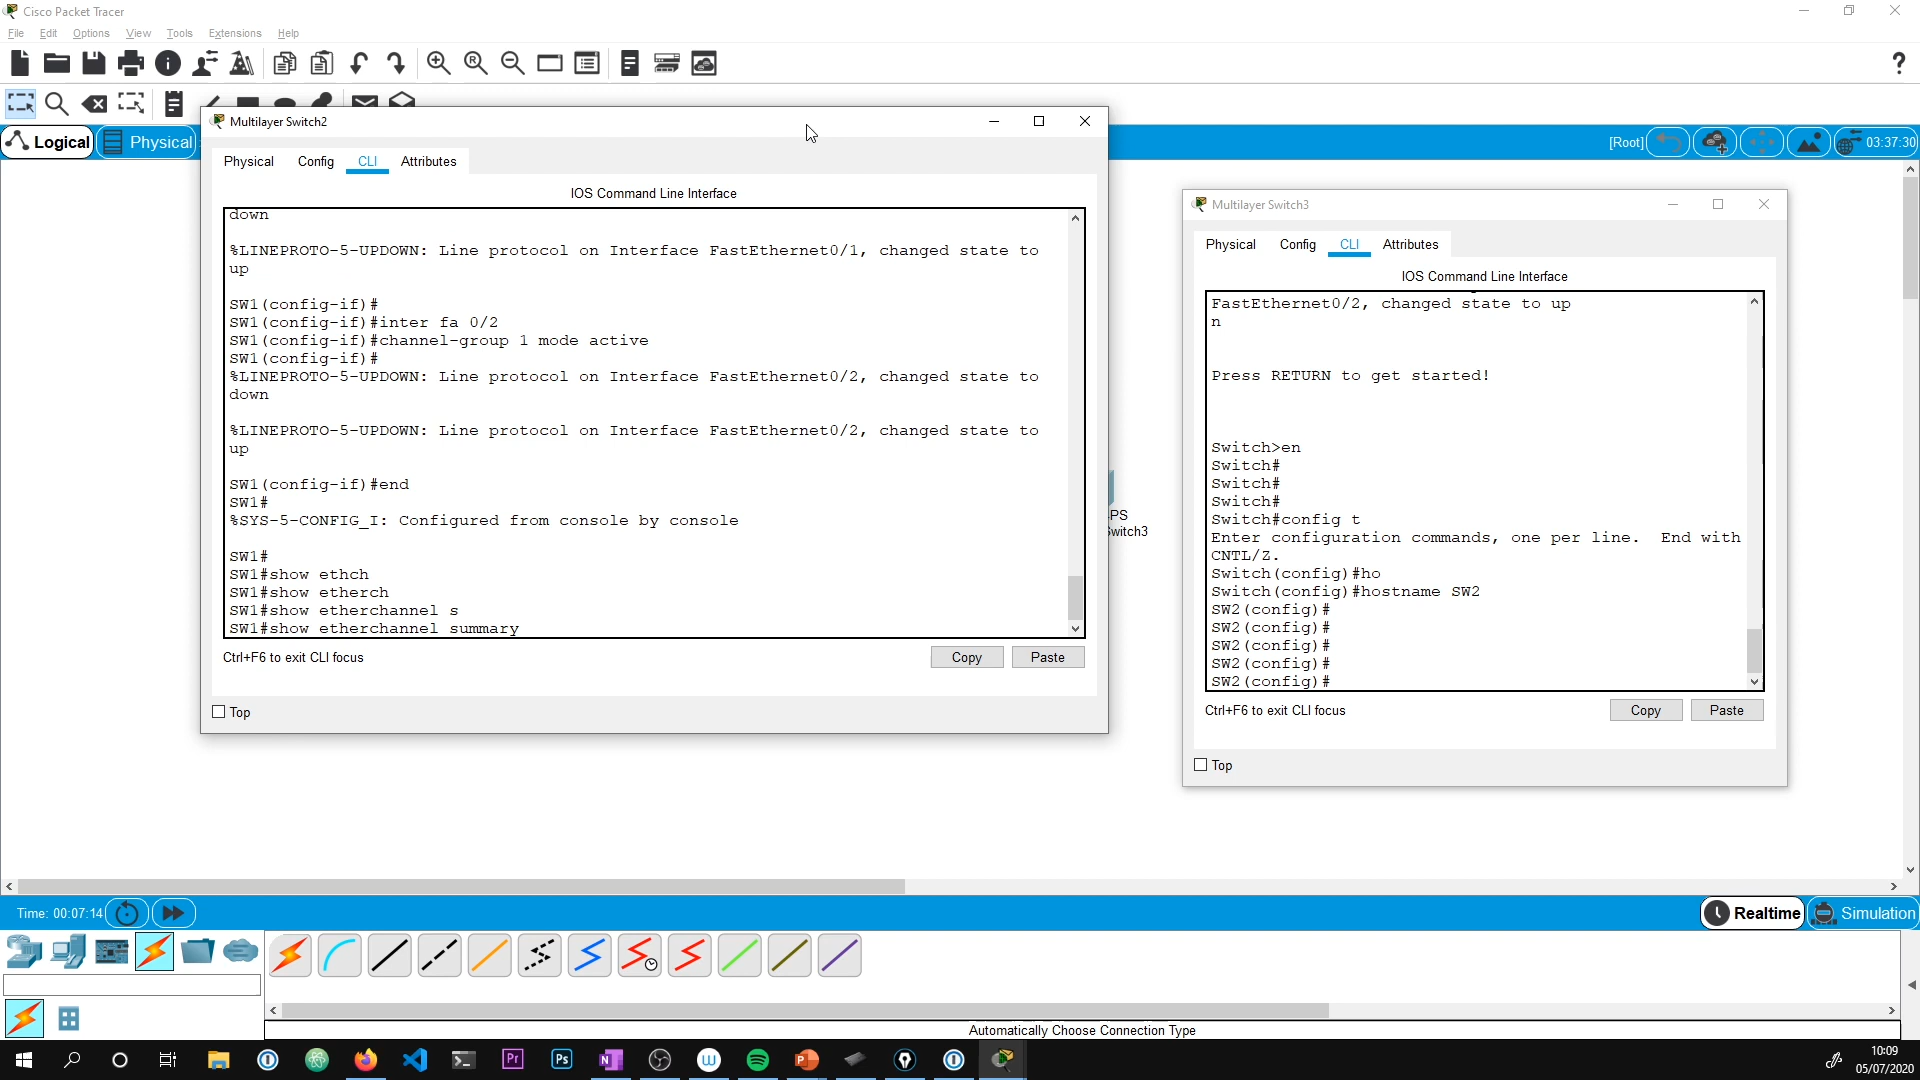 Cisco Packet Tracer
File Edit Options View Tools Extensions Help
Logical Physical [Root] 03:37:30
Multilayer Switch2
Physical Config CLI Attributes
IOS Command Line Interface
down
%LINEPROTO-5-UPDOWN: Line protocol on Interface FastEthernet0/1, changed state to
up
SW1(config-if)#
SW1(config-if)#inter fa 0/2
SW1(config-if)#channel-group 1 mode active
SW1(config-if)#
%LINEPROTO-5-UPDOWN: Line protocol on Interface FastEthernet0/2, changed state to
down
%LINEPROTO-5-UPDOWN: Line protocol on Interface FastEthernet0/2, changed state to
up
SW1(config-if)#end
SW1#
%SYS-5-CONFIG_I: Configured from console by console
SW1#
SW1#show ethch
SW1#show etherch
SW1#show etherchannel s
SW1#show etherchannel summary
Ctrl+F6 to exit CLI focus Copy Paste
Top
PS
witch3
Multilayer Switch3
Physical Config CLI Attributes
IOS Command Line Interface
FastEthernet0/2, changed state to up
n
Press RETURN to get started!
Switch>en
Switch#
Switch#
Switch#
Switch#config t
Enter configuration commands, one per line.  End with
CNTL/Z.
Switch(config)#ho
Switch(config)#hostname SW2
SW2(config)#
SW2(config)#
SW2(config)#
SW2(config)#
SW2(config)#
Ctrl+F6 to exit CLI focus Copy Paste
Top
Time: 00:07:14 Realtime Simulation
Automatically Choose Connection Type
10:09
05/07/2020